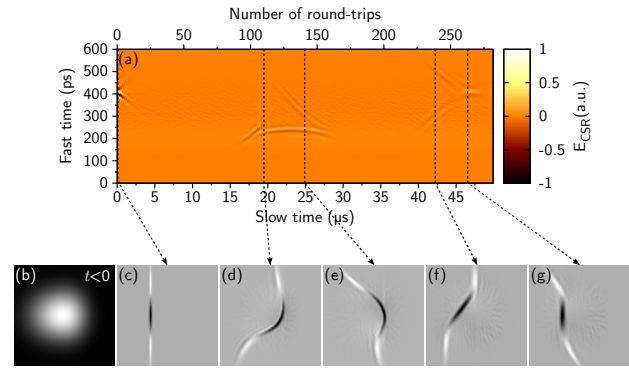 Number of round-trips
0 50 100 150 200 250
(a)
600
500
400
300
200
100
0
Fast time (ps)
1
0.5
0
-0.5
-1
E_CSR(a.u.)
0 5 10 15 20 25 30 35 40 45
Slow time (μs)
(b) t<0 (c) (d) (e) (f) (g)